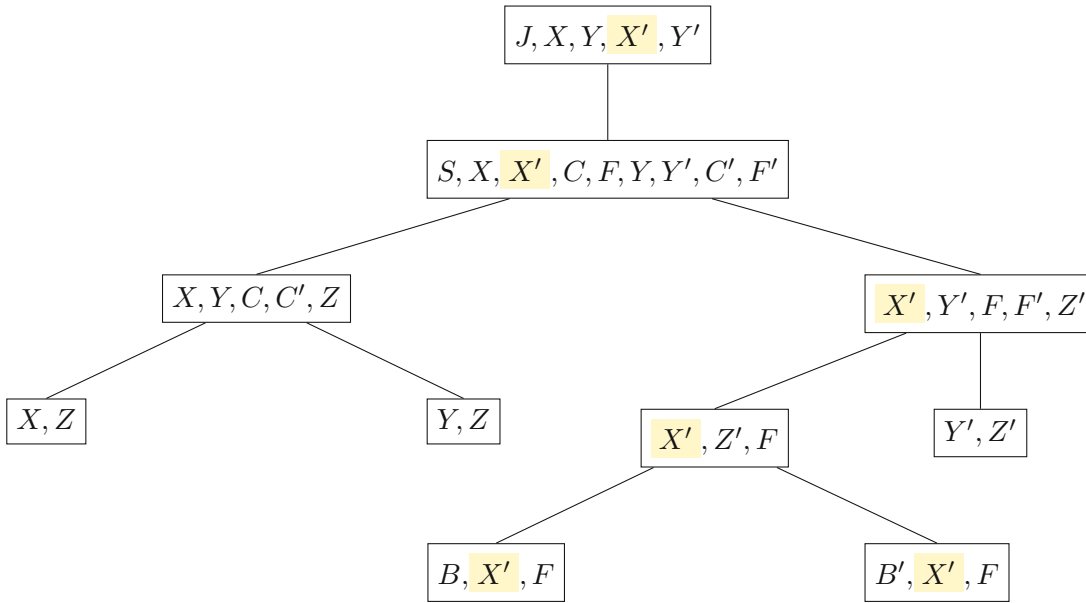 J, X, Y, X′, Y′
S, X, X′, C, F, Y, Y′, C′, F′
X, Y, C, C′, Z
X′, Y′, F, F′, Z′
X, Z
Y, Z
X′, Z′, F
Y′, Z′
B, X′, F
B′, X′, F